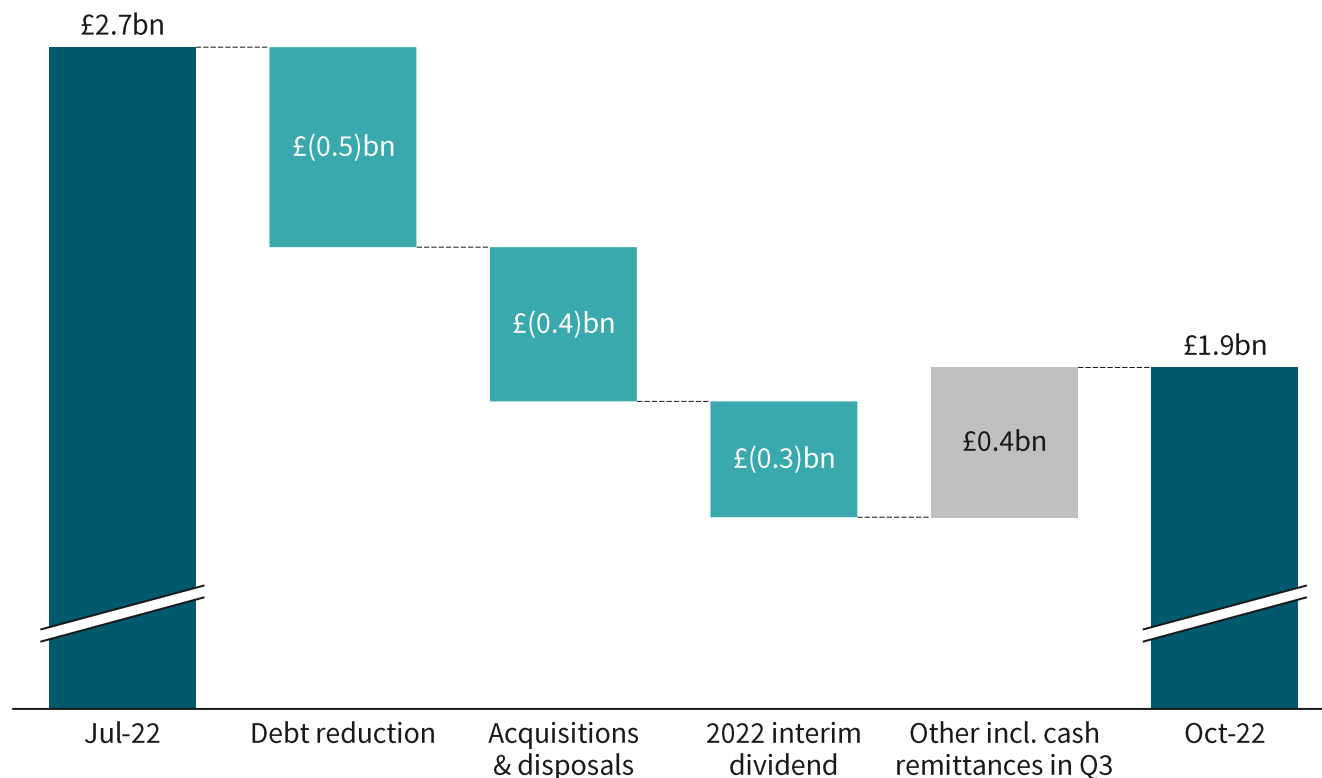 £2.7bn
£(0.5)bn
£(0.4)bn
£(0.3)bn
£0.4bn
£1.9bn
Jul-22
Debt reduction
Acquisitions
& disposals
2022 interim
dividend
Other incl. cash
remittances in Q3
Oct-22